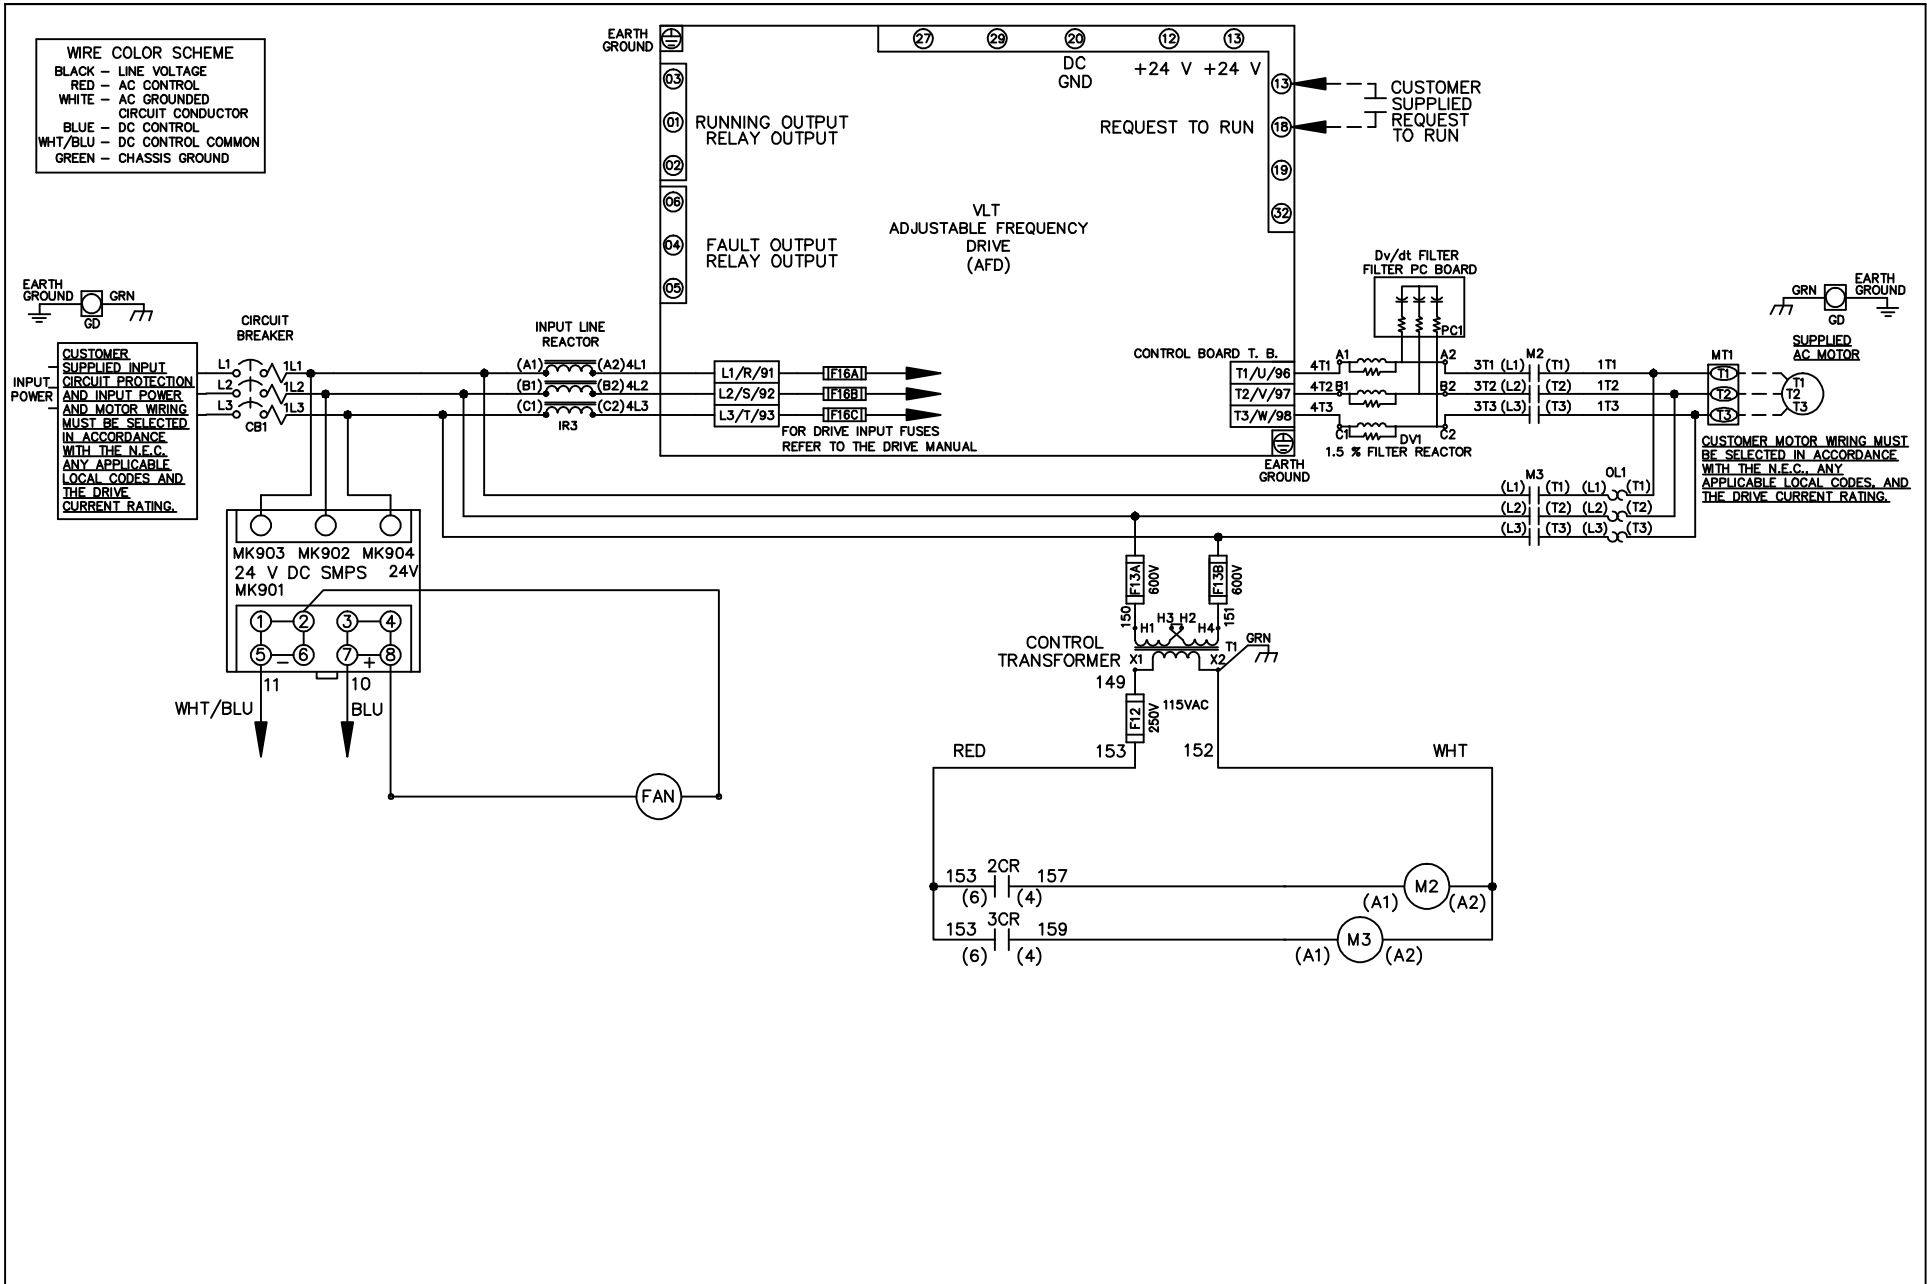 WIRE COLOR SCHEME
BLACK – LINE VOLTAGE
RED – AC CONTROL
WHITE – AC GROUNDED
CIRCUIT CONDUCTOR
BLUE – DC CONTROL
WHT/BLU – DC CONTROL COMMON
GREEN – CHASSIS GROUND
EARTH
GROUND
03
01
02
RUNNING OUTPUT
RELAY OUTPUT
06
04
05
FAULT OUTPUT
RELAY OUTPUT
27
29
20
12
13
DC
GND
+24 V
+24 V
13
REQUEST TO RUN
18
19
32
CUSTOMER
SUPPLIED
REQUEST
TO RUN
VLT
ADJUSTABLE FREQUENCY
DRIVE
(AFD)
EARTH
GROUND
GRN
GD
INPUT
POWER
CUSTOMER
SUPPLIED INPUT
CIRCUIT PROTECTION
AND INPUT POWER
AND MOTOR WIRING
MUST BE SELECTED
IN ACCORDANCE
WITH THE N.E.C.
ANY APPLICABLE
LOCAL CODES AND
THE DRIVE
CURRENT RATING.
CIRCUIT
BREAKER
L1
1L1
L2
1L2
L3
1L3
CB1
INPUT LINE
REACTOR
(A1)
(A2)
4L1
(B1)
(B2)
4L2
(C1)
(C2)
4L3
IR3
L1/R/91
F16A
L2/S/92
F16B
L3/T/93
F16C
FOR DRIVE INPUT FUSES
REFER TO THE DRIVE MANUAL
CONTROL BOARD T. B.
T1/U/96
T2/V/97
T3/W/98
EARTH
GROUND
Dv/dt FILTER
FILTER PC BOARD
PC1
4T1
A1
A2
4T2
B1
B2
4T3
C1
C2
DV1
1.5 % FILTER REACTOR
3T1
(L1)
M2
(T1)
1T1
3T2
(L2)
(T2)
1T2
3T3
(L3)
(T3)
1T3
MT1
T1
T2
T3
T1
T2
T3
GRN
EARTH
GROUND
GD
SUPPLIED
AC MOTOR
CUSTOMER MOTOR WIRING MUST
BE SELECTED IN ACCORDANCE
WITH THE N.E.C., ANY
APPLICABLE LOCAL CODES, AND
THE DRIVE CURRENT RATING.
M3
OL1
(L1)
(T1)
(L1)
(T1)
(L2)
(T2)
(L2)
(T2)
(L3)
(T3)
(L3)
(T3)
MK903
MK902
MK904
24 V DC SMPS
24V
MK901
1
2
3
4
5
–
6
7
+
8
11
10
WHT/BLU
BLU
FAN
F13A
600V
F13B
600V
150
151
H1
H3
H2
H4
CONTROL
TRANSFORMER
X1
X2
T1
GRN
149
F12
250V
115VAC
RED
153
152
WHT
153
2CR
157
(6)
(4)
M2
(A1)
(A2)
153
3CR
159
(6)
(4)
M3
(A1)
(A2)